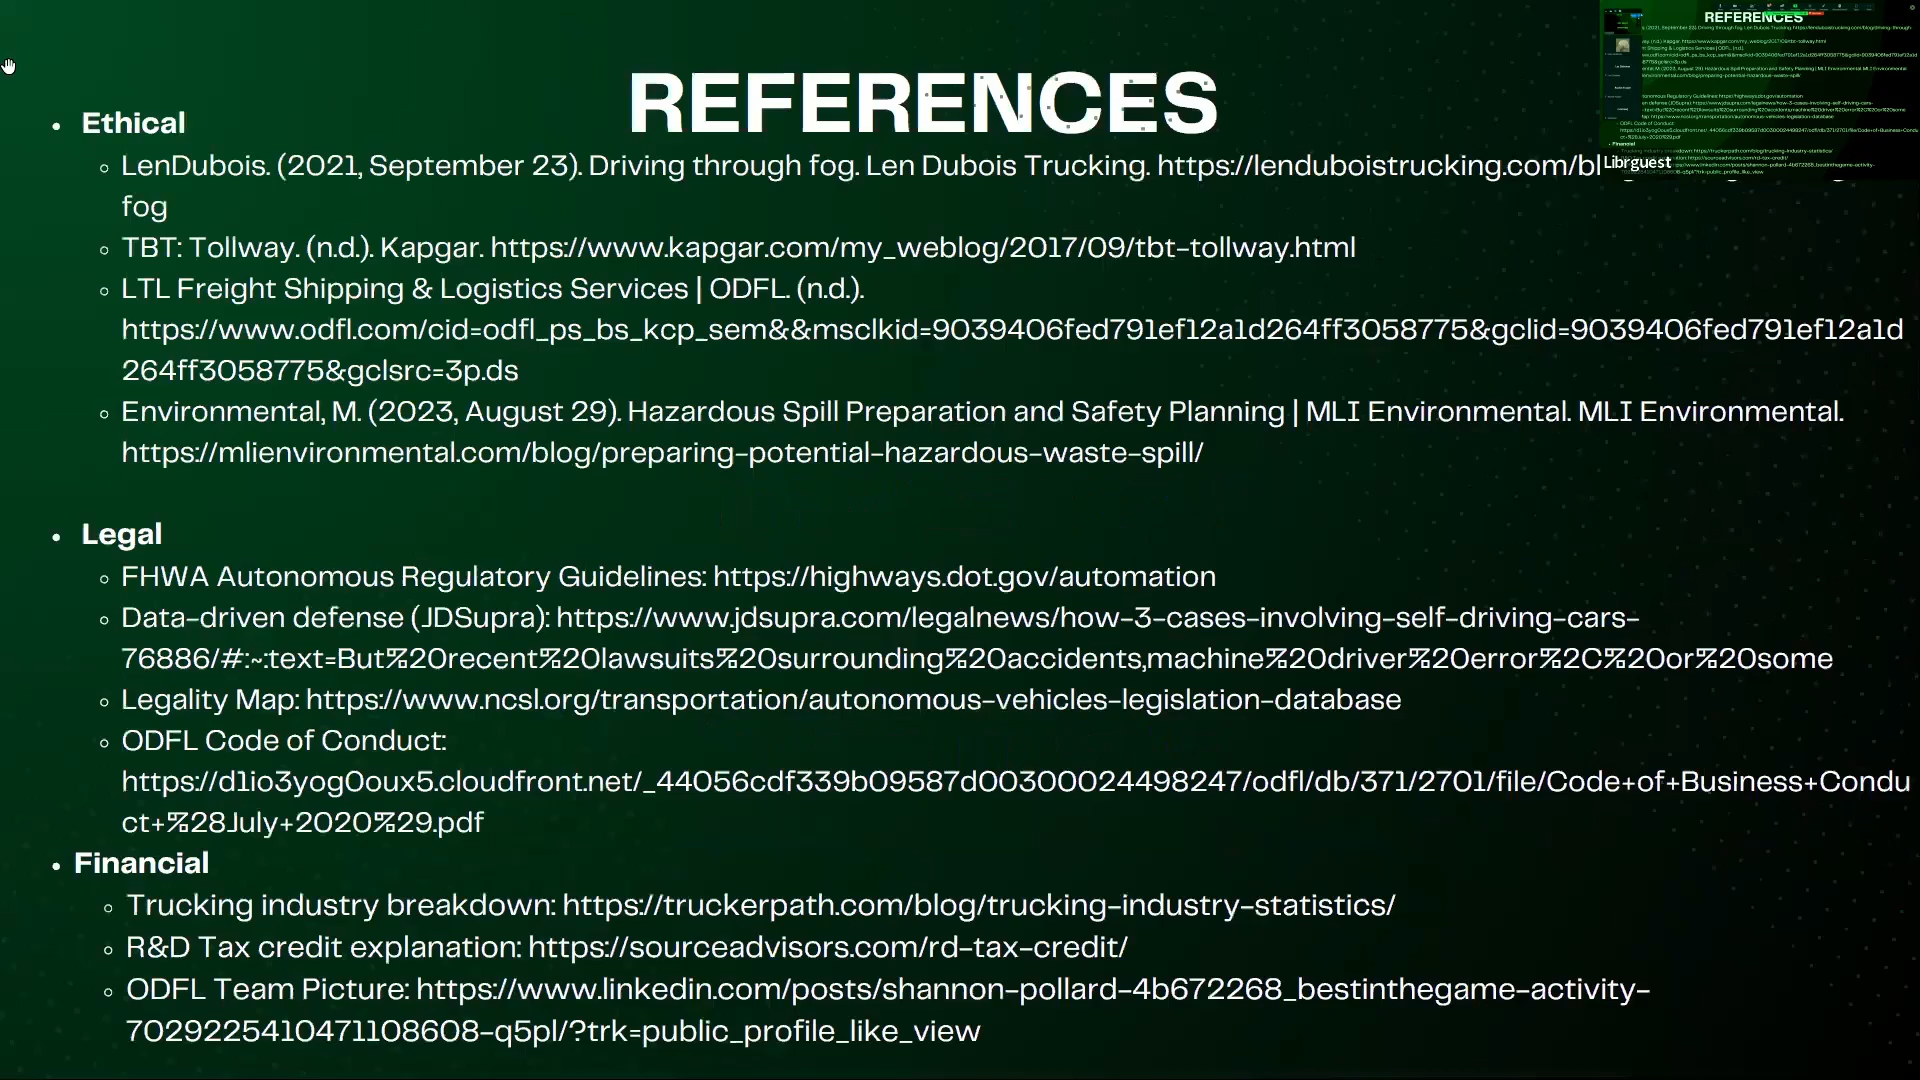 REFERENCES
Ethical
LenDubois. (2021, September 23). Driving through fog. Len Dubois Trucking. https://lenduboistrucking.com/bl
fog
TBT: Tollway. (n.d.). Kapgar. https://www.kapgar.com/my_weblog/2017/09/tbt-tollway.html
LTL Freight Shipping & Logistics Services | ODFL. (n.d.).
https://www.odfl.com/cid=odfl_ps_bs_kcp_sem&&msclkid=9039406fed791ef12a1d264ff3058775&gclid=9039406fed791ef12a1d
264ff3058775&gclsrc=3p.ds
Environmental, M. (2023, August 29). Hazardous Spill Preparation and Safety Planning | MLI Environmental. MLI Environmental.
https://mlienvironmental.com/blog/preparing-potential-hazardous-waste-spill/
Legal
FHWA Autonomous Regulatory Guidelines: https://highways.dot.gov/automation
Data-driven defense (JDSupra): https://www.jdsupra.com/legalnews/how-3-cases-involving-self-driving-cars-
76886/#:~:text=But%20recent%20lawsuits%20surrounding%20accidents,machine%20driver%20error%2C%20or%20some
Legality Map: https://www.ncsl.org/transportation/autonomous-vehicles-legislation-database
ODFL Code of Conduct:
https://d1io3yog0oux5.cloudfront.net/_44056cdf339b09587d00300024498247/odfl/db/371/2701/file/Code+of+Business+Condu
ct+%28July+2020%29.pdf
Financial
Trucking industry breakdown: https://truckerpath.com/blog/trucking-industry-statistics/
R&D Tax credit explanation: https://sourceadvisors.com/rd-tax-credit/
ODFL Team Picture: https://www.linkedin.com/posts/shannon-pollard-4b672268_bestinthegame-activity-
7029225410471108608-q5pl/?trk=public_profile_like_view
REFERENCES
Librguest